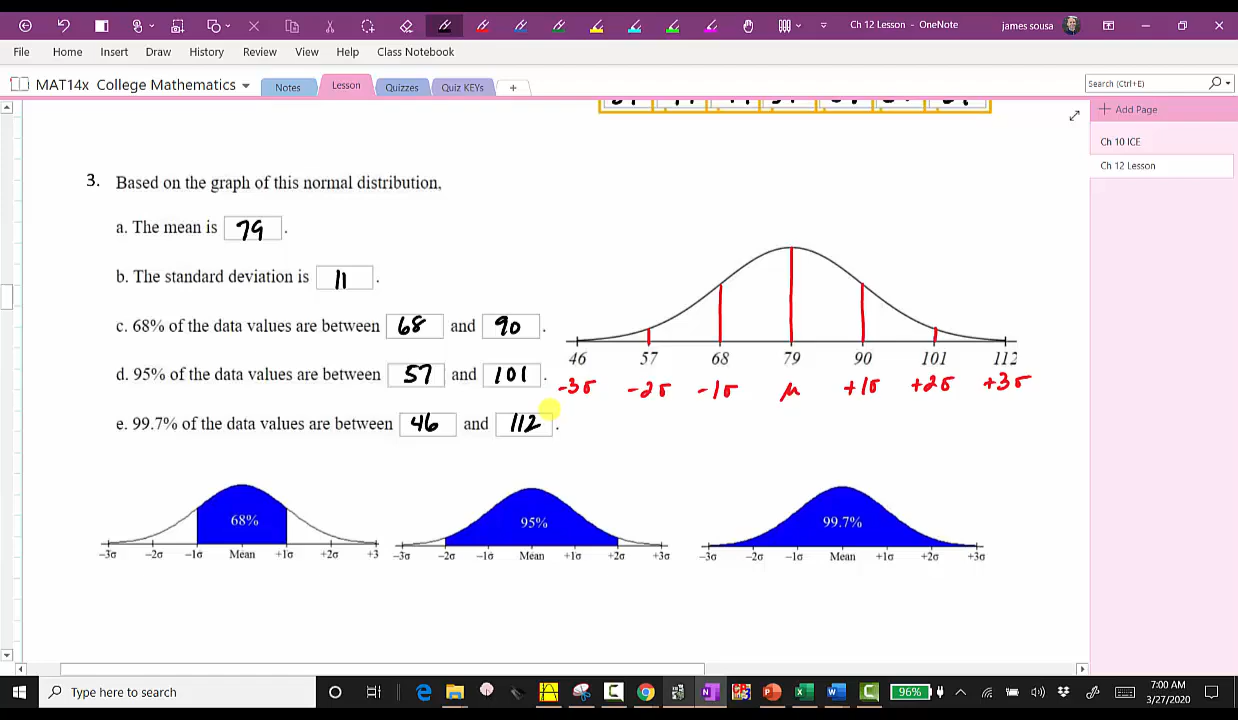 Ch 12 Lesson - OneNote
james sousa
File Home Insert Draw History Review View Help Class Notebook
MAT14x College Mathematics
Notes Lesson Quizzes Quiz KEYs +
Search (Ctrl+E)
+ Add Page
Ch 10 ICE
Ch 12 Lesson
3. Based on the graph of this normal distribution,
a. The mean is 79 .
b. The standard deviation is 11 .
c. 68% of the data values are between 68 and 90 .
d. 95% of the data values are between 57 and 101 .
e. 99.7% of the data values are between 46 and 112 .
46 57 68 79 90 101 112
-3σ -2σ -1σ μ +1σ +2σ +3σ
68%
-3σ -2σ -1σ Mean +1σ +2σ +3
95%
-3σ -2σ -1σ Mean +1σ +2σ +3σ
99.7%
-3σ -2σ -1σ Mean +1σ +2σ +3σ
Type here to search
96%
7:00 AM
3/27/2020